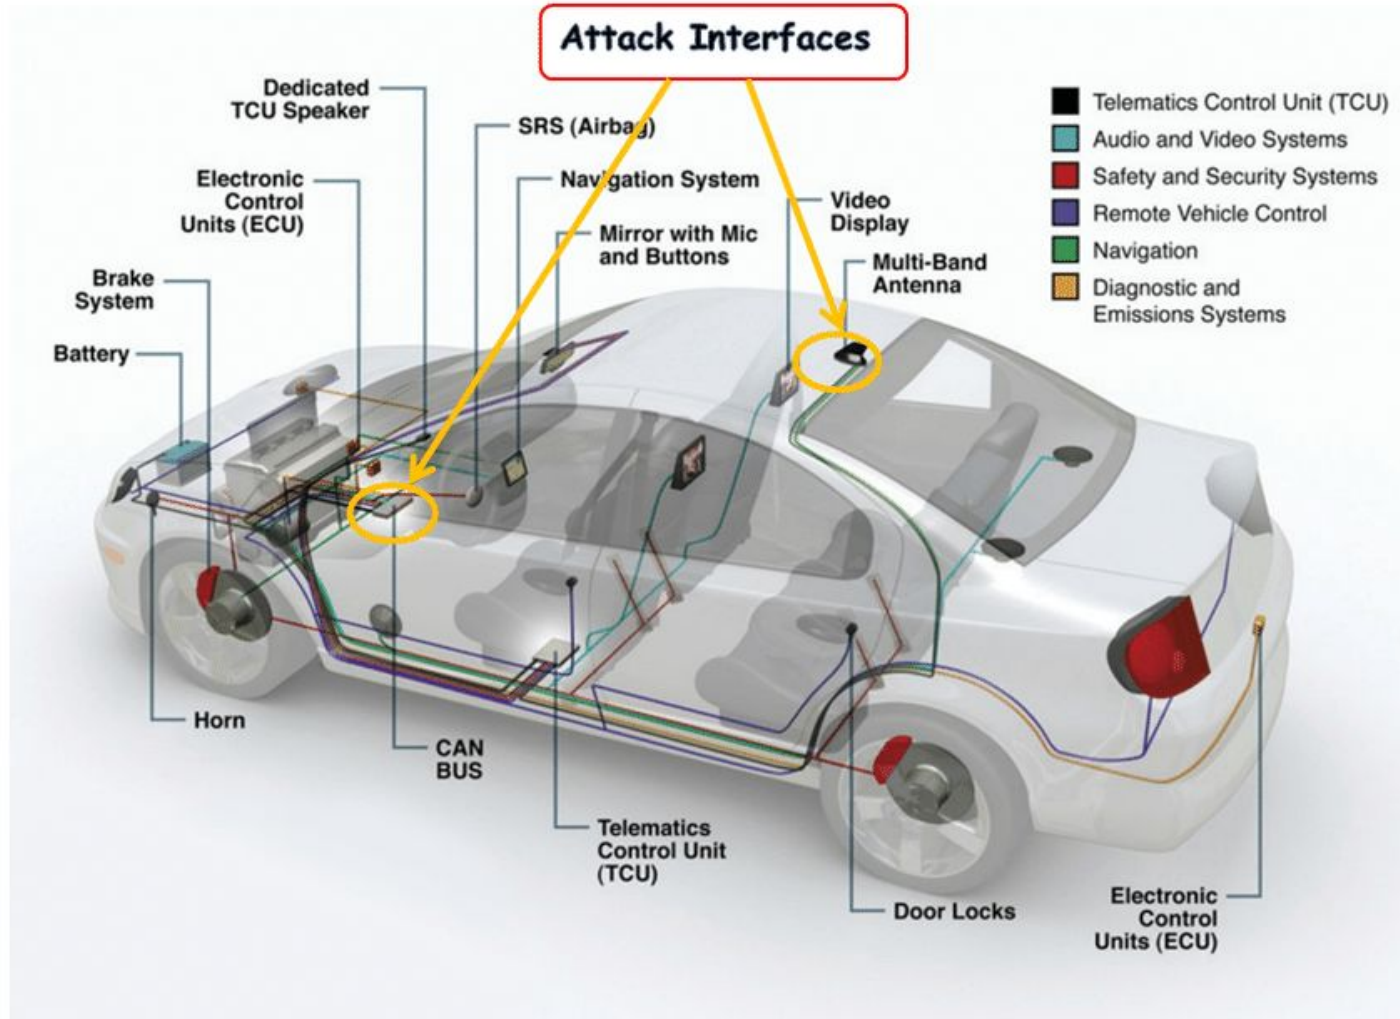 Attack Interfaces
Dedicated
TCU Speaker
SRS (Airbag)
Electronic
Control
Units (ECU)
Navigation System
Mirror with Mic
and Buttons
Video
Display
Multi-Band
Antenna
Brake
System
Battery
Telematics Control Unit (TCU)
Audio and Video Systems
Safety and Security Systems
Remote Vehicle Control
Navigation
Diagnostic and
Emissions Systems
Horn
CAN
BUS
Telematics
Control Unit
(TCU)
Door Locks
Electronic
Control
Units (ECU)